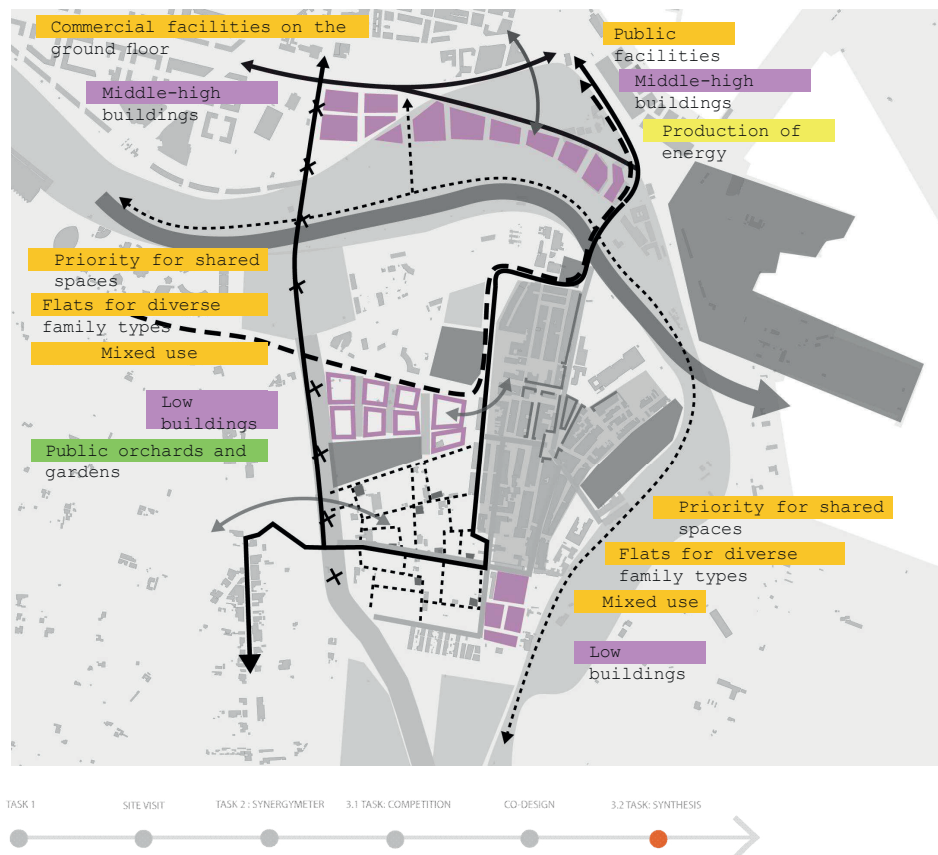 Commercial facilities on the
ground floor
Public
facilities
Middle-high
buildings
Middle-high
buildings
Production of
energy
Priority for shared
spaces
Flats for diverse
family types
Mixed use
Low
buildings
Public orchards and
gardens
Priority for shared
spaces
Flats for diverse
family types
Mixed use
Low
buildings
TASK 1
SITE VISIT
TASK 2 : SYNERGYMETER
3.1 TASK: COMPETITION
CO-DESIGN
3.2 TASK: SYNTHESIS